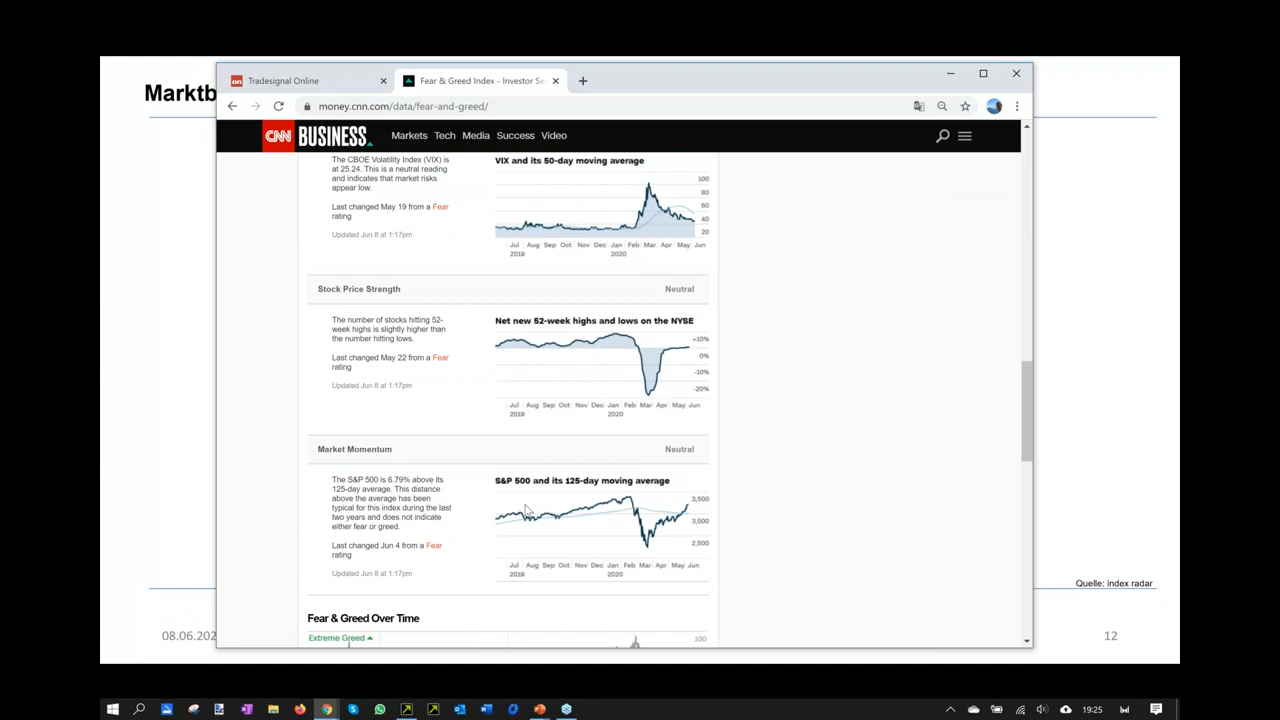 Marktb
Tradesignal Online
Fear & Greed Index - Investor Se
money.cnn.com/data/fear-and-greed/
CNN BUSINESS
Markets Tech Media Success Video
The CBOE Volatility Index (VIX) is
at 25.24. This is a neutral reading
and indicates that market risks
appear low.
Last changed May 19 from a Fear
rating
Updated Jun 8 at 1:17pm
VIX and its 50-day moving average
100
80
60
40
20
Jul Aug Sep Oct Nov Dec Jan Feb Mar Apr May Jun
2019 2020
Stock Price Strength Neutral
The number of stocks hitting 52-
week highs is slightly higher than
the number hitting lows.
Last changed May 22 from a Fear
rating
Updated Jun 8 at 1:17pm
Net new 52-week highs and lows on the NYSE
+10%
0%
-10%
-20%
Jul Aug Sep Oct Nov Dec Jan Feb Mar Apr May Jun
2019 2020
Market Momentum Neutral
The S&P 500 is 6.79% above its
125-day average. This distance
above the average has been
typical for this index during the last
two years and does not indicate
either fear or greed.
Last changed Jun 4 from a Fear
rating
Updated Jun 8 at 1:17pm
S&P 500 and its 125-day moving average
3,500
3,000
2,500
Jul Aug Sep Oct Nov Dec Jan Feb Mar Apr May Jun
2019 2020
Fear & Greed Over Time
Extreme Greed
100
Quelle: index radar
08.06.202
12
19:25